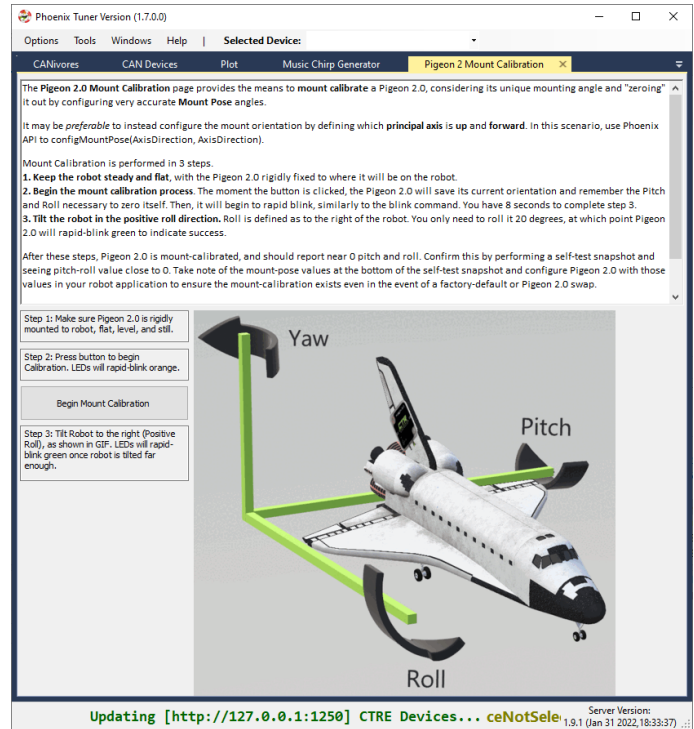 Phoenix Tuner Version (1.7.0.0)
Options Tools Windows Help | Selected Device:
CANivores CAN Devices Plot Music Chirp Generator Pigeon 2 Mount Calibration
The Pigeon 2.0 Mount Calibration page provides the means to mount calibrate a Pigeon 2.0, considering its unique mounting angle and "zeroing"
it out by configuring very accurate Mount Pose angles.
It may be preferable to instead configure the mount orientation by defining which principal axis is up and forward. In this scenario, use Phoenix
API to configMountPose(AxisDirection, AxisDirection).
Mount Calibration is performed in 3 steps.
1. Keep the robot steady and flat, with the Pigeon 2.0 rigidly fixed to where it will be on the robot.
2. Begin the mount calibration process. The moment the button is clicked, the Pigeon 2.0 will save its current orientation and remember the Pitch
and Roll necessary to zero itself. Then, it will begin to rapid blink, similarly to the blink command. You have 8 seconds to complete step 3.
3. Tilt the robot in the positive roll direction. Roll is defined as to the right of the robot. You only need to roll it 20 degrees, at which point Pigeon
2.0 will rapid-blink green to indicate success.
After these steps, Pigeon 2.0 is mount-calibrated, and should report near 0 pitch and roll. Confirm this by performing a self-test snapshot and
seeing pitch-roll value close to 0. Take note of the mount-pose values at the bottom of the self-test snapshot and configure Pigeon 2.0 with those
values in your robot application to ensure the mount-calibration exists even in the event of a factory-default or Pigeon 2.0 swap.
Step 1: Make sure Pigeon 2.0 is rigidly
mounted to robot, flat, level, and still.
Step 2: Press button to begin
Calibration. LEDs will rapid-blink orange.
Begin Mount Calibration
Step 3: Tilt Robot to the right (Positive
Roll), as shown in GIF. LEDs will rapid-
blink green once robot is tilted far
enough.
Yaw
Pitch
Roll
Updating [http://127.0.0.1:1250] CTRE Devices... ceNotSele
Server Version:
1.9.1 (Jan 31 2022,18:33:37)